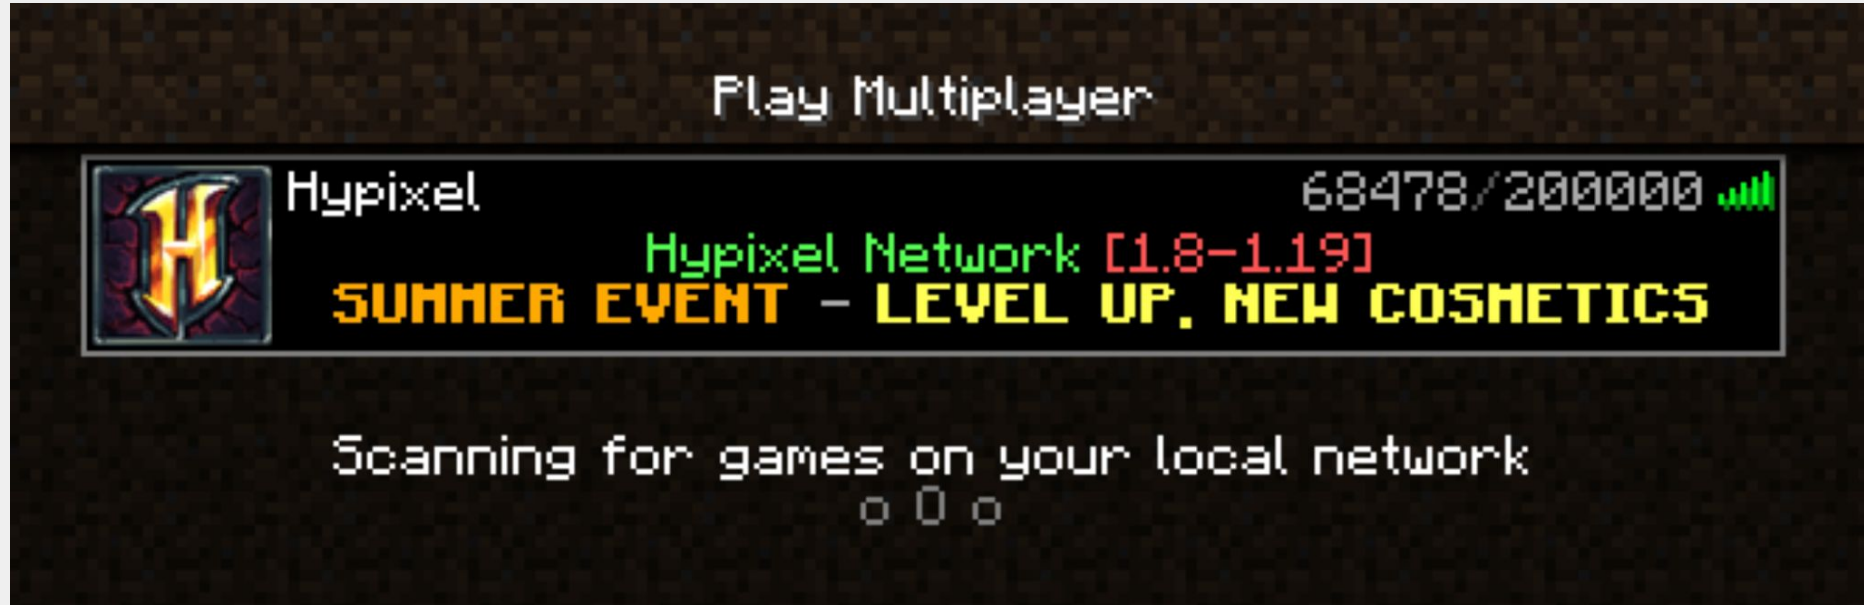 Play Multiplayer
Hypixel 68478/200000
Hypixel Network [1.8-1.19]
SUMMER EVENT - LEVEL UP, NEW COSMETICS
Scanning for games on your local network
o O o